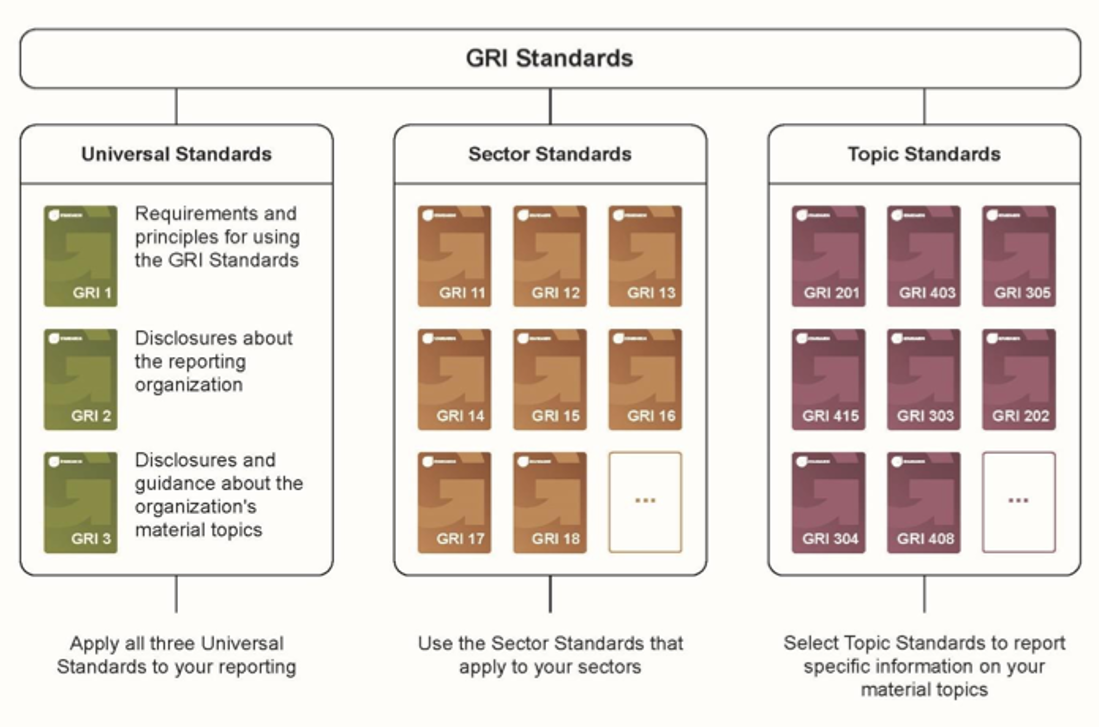 GRI Standards
Universal Standards
Requirements and
principles for using
the GRI Standards
GRI 1
Disclosures about
the reporting
organization
GRI 2
Disclosures and
guidance about the
organization's
material topics
GRI 3
Apply all three Universal
Standards to your reporting
Sector Standards
GRI 11
GRI 12
GRI 13
GRI 14
GRI 15
GRI 16
GRI 17
GRI 18
...
Use the Sector Standards that
apply to your sectors
Topic Standards
GRI 201
GRI 403
GRI 305
GRI 415
GRI 303
GRI 202
GRI 304
GRI 408
...
Select Topic Standards to report
specific information on your
material topics